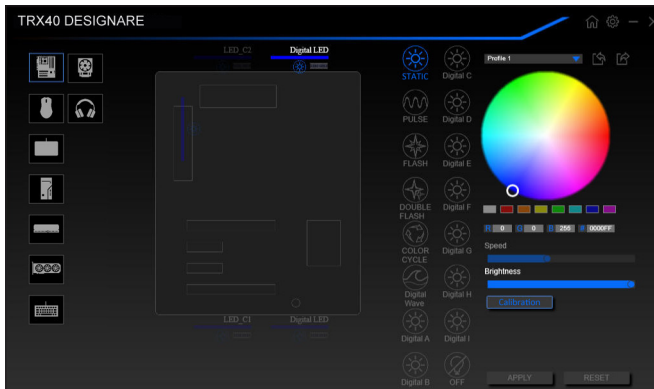 TRX40 DESIGNARE
LED_C2
Digital LED
STATIC
Digital C
PULSE
Digital D
FLASH
Digital E
DOUBLE
FLASH
Digital F
COLOR
CYCLE
Digital G
Digital
Wave
Digital H
Digital A
Digital I
Digital B
OFF
LED_C1
Digital LED
Profile 1
R 0 G 0 B 256 # 0000FF
Speed
Brightness
Calibration
APPLY
RESET